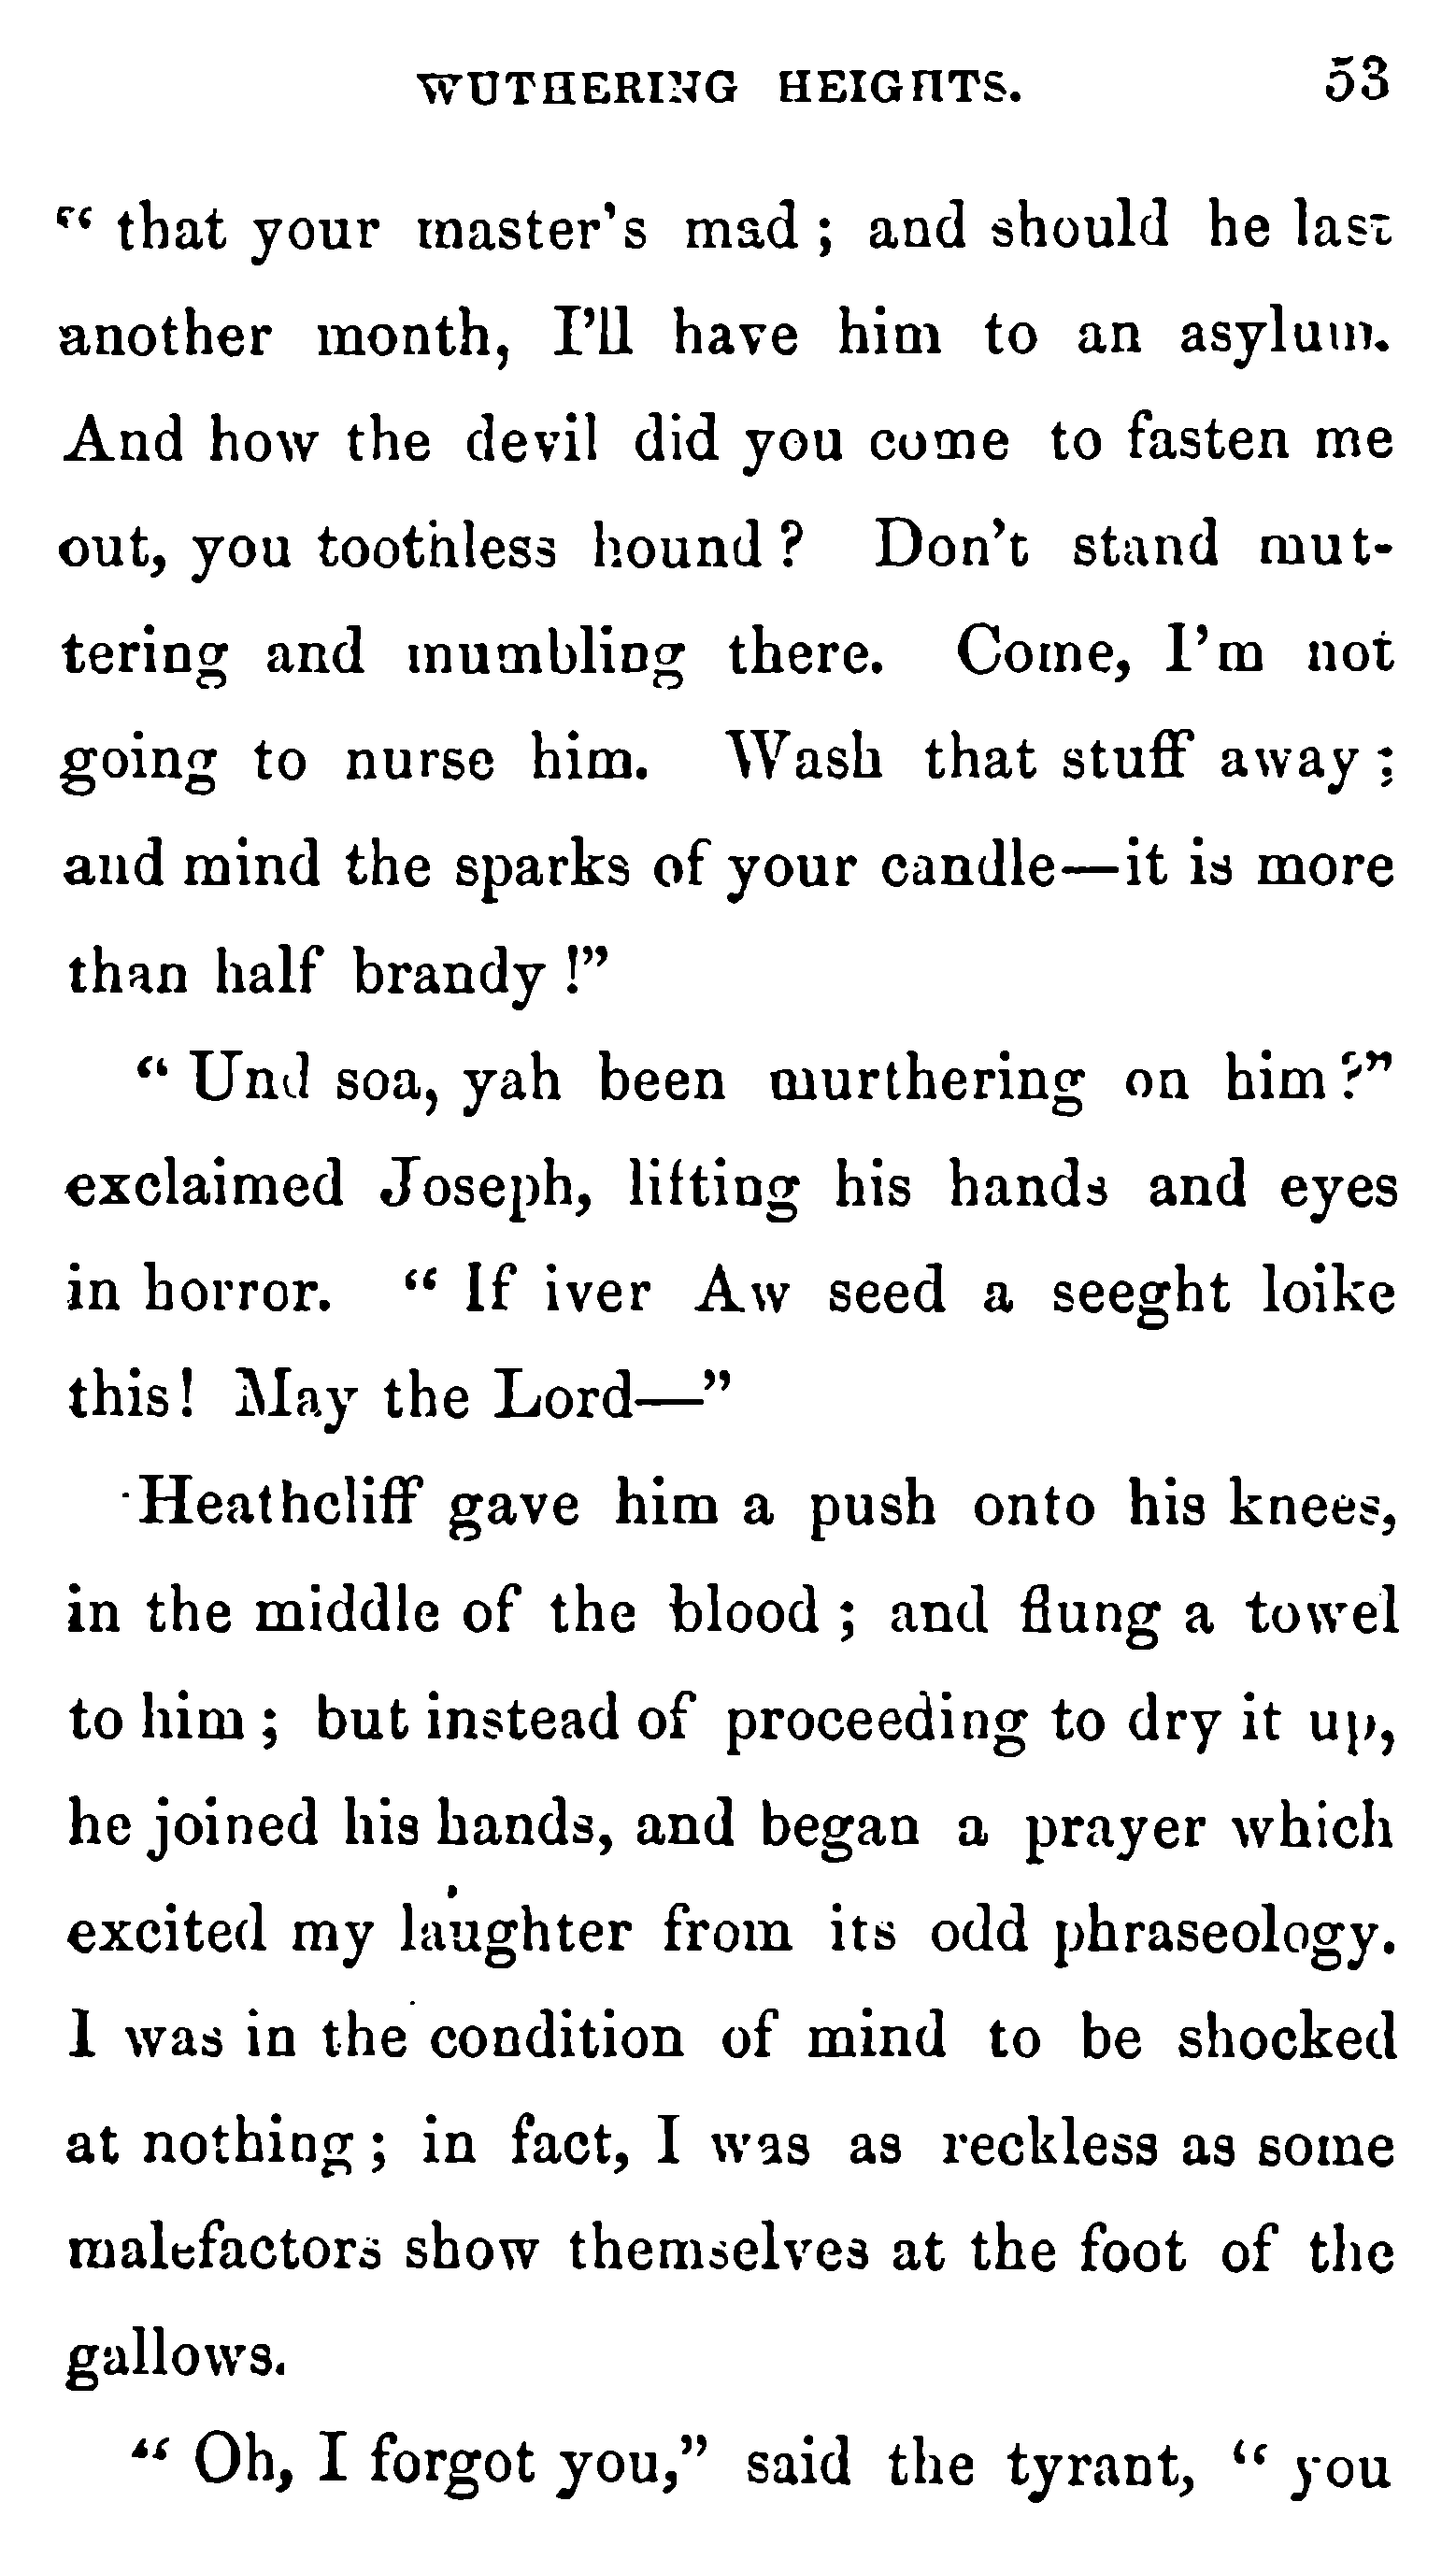 WUTHERING HEIGHTS. 53
" that your master's mad ; and should he last
another month, I'll have him to an asylum.
And how the devil did you come to fasten me
out, you toothless hound ? Don't stand mut-
tering and mumbling there. Come, I'm not
going to nurse him. Wash that stuff away ;
and mind the sparks of your candle—it is more
than half brandy !"
" Und soa, yah been murthering on him ?"
exclaimed Joseph, lifting his hands and eyes
in horror. " If iver Aw seed a seeght loike
this! May the Lord—"
Heathcliff gave him a push onto his knees,
in the middle of the blood ; and flung a towel
to him ; but instead of proceeding to dry it up,
he joined his hands, and began a prayer which
excited my laughter from its odd phraseology.
I was in the condition of mind to be shocked
at nothing ; in fact, I was as reckless as some
malefactors show themselves at the foot of the
gallows.
" Oh, I forgot you," said the tyrant, " you